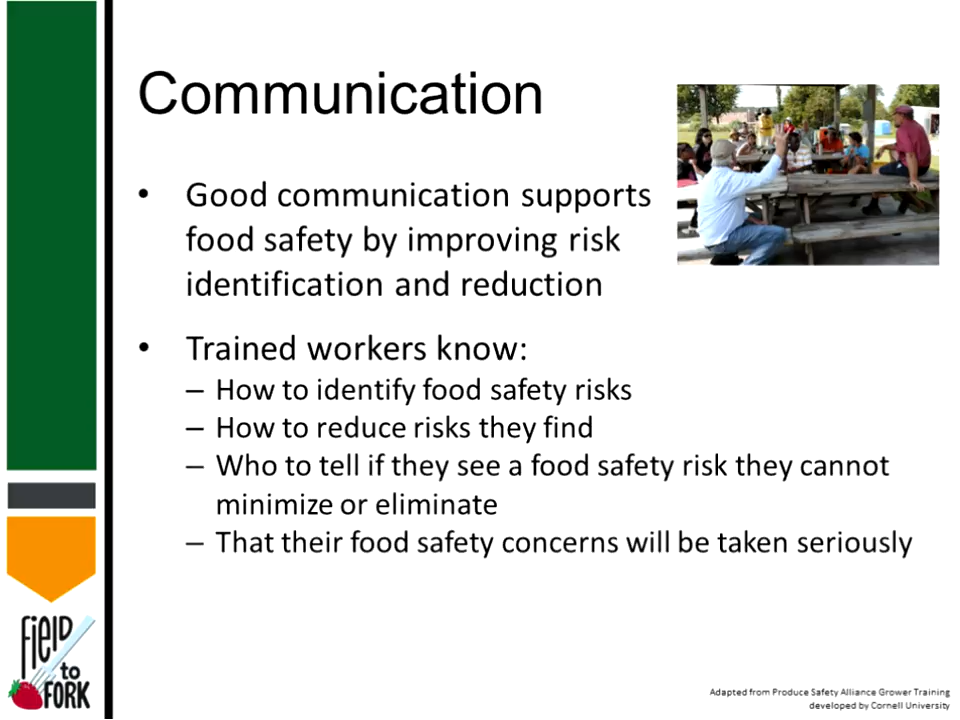 Communication
• Good communication supports
food safety by improving risk
identification and reduction
• Trained workers know:
– How to identify food safety risks
– How to reduce risks they find
– Who to tell if they see a food safety risk they cannot
minimize or eliminate
– That their food safety concerns will be taken seriously
FiElD
to
FORK
Adapted from Produce Safety Alliance Grower Training
developed by Cornell University